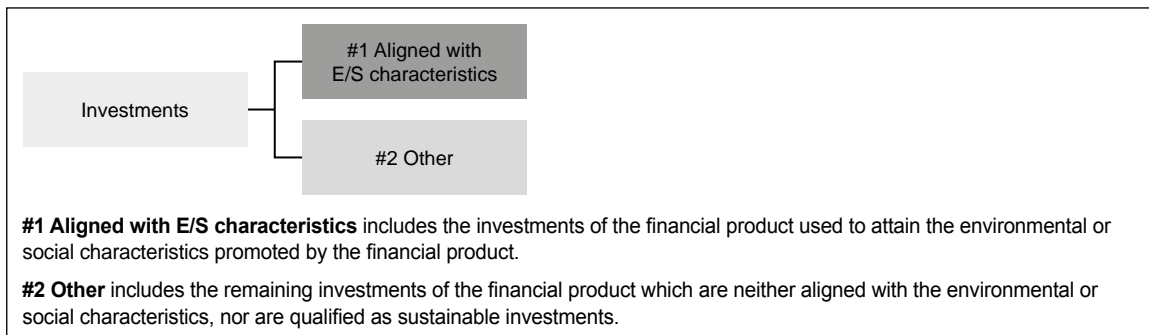 #1 Aligned with
E/S characteristics
Investments
#2 Other
#1 Aligned with E/S characteristics includes the investments of the financial product used to attain the environmental or
social characteristics promoted by the financial product.
#2 Other includes the remaining investments of the financial product which are neither aligned with the environmental or
social characteristics, nor are qualified as sustainable investments.